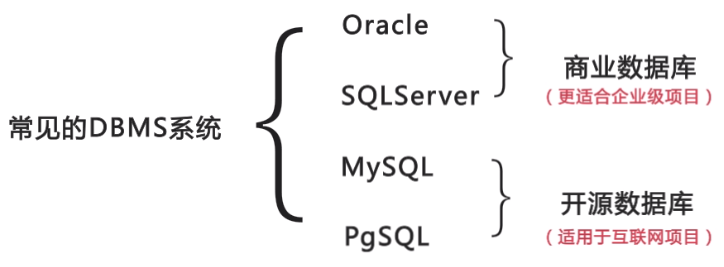 常见的DBMS系统
Oracle
SQLServer
商业数据库
（更适合企业级项目）
MySQL
PgSQL
开源数据库
（适用于互联网项目）